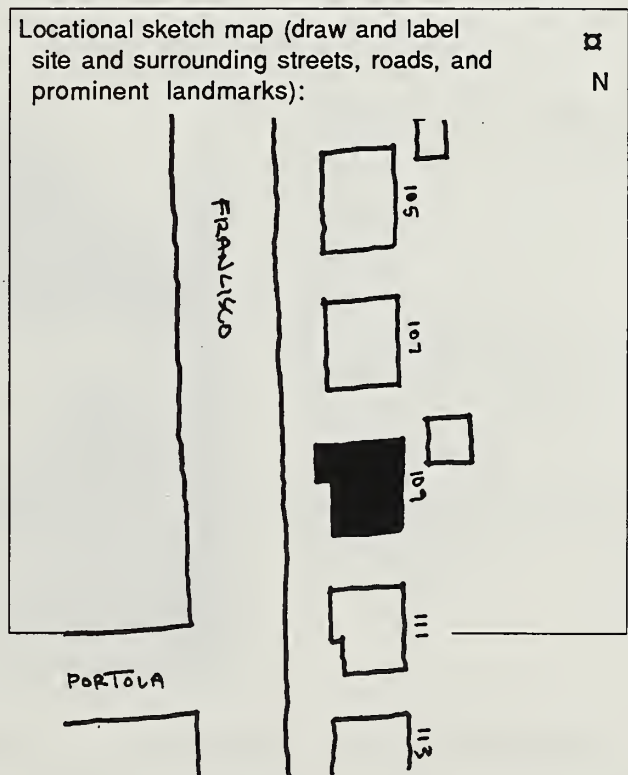 Locational sketch map (draw and label
site and surrounding streets, roads, and
prominent landmarks):
¤
N
105
FRANCISCO
107
109
111
PORTOLA
113